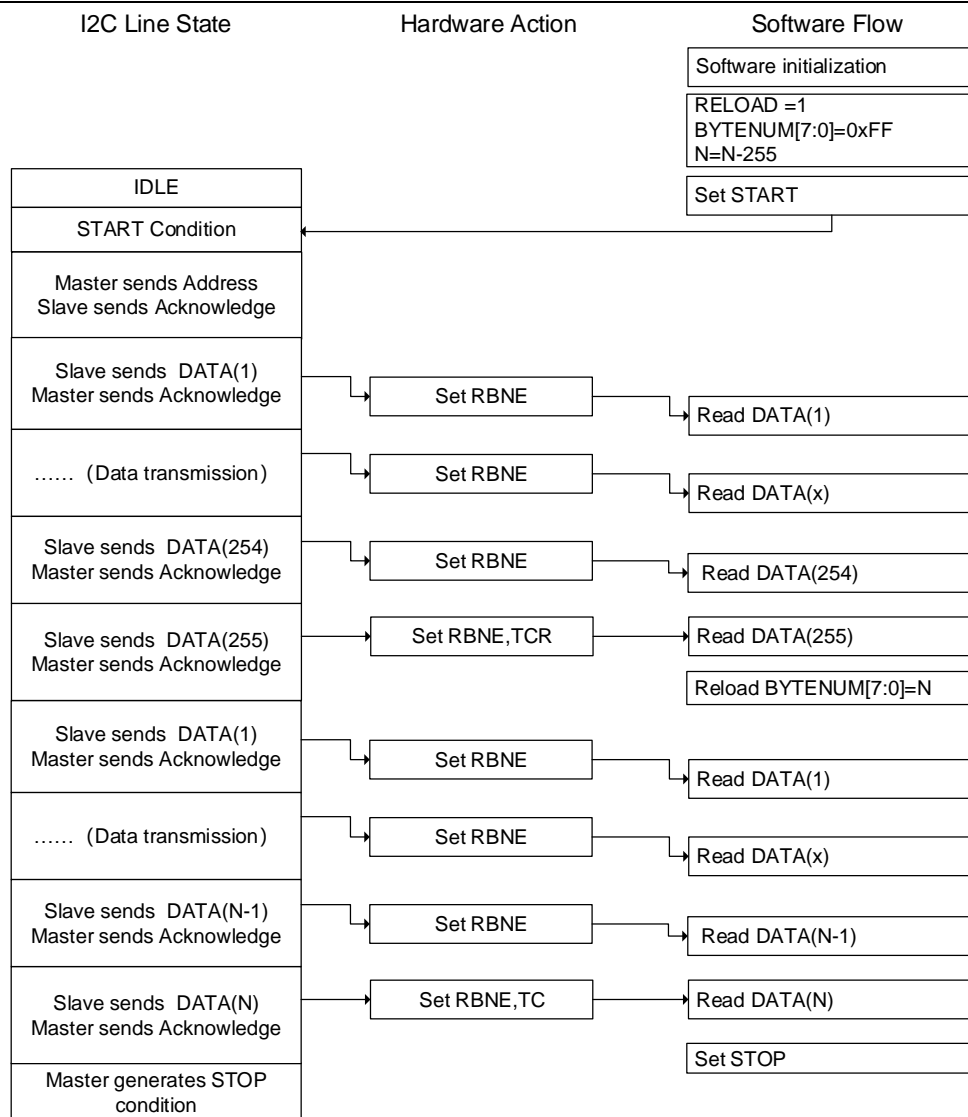 I2C Line State
Hardware Action
Software Flow
Software initialization
RELOAD =1
BYTENUM[7:0]=0xFF
N=N-255
IDLE
Set START
START Condition
Master sends Address
Slave sends Acknowledge
Slave sends DATA(1)
Master sends Acknowledge
Set RBNE
Read DATA(1)
…… (Data transmission)
Set RBNE
Read DATA(x)
Slave sends DATA(254)
Master sends Acknowledge
Set RBNE
Read DATA(254)
Slave sends DATA(255)
Master sends Acknowledge
Set RBNE,TCR
Read DATA(255)
Reload BYTENUM[7:0]=N
Slave sends DATA(1)
Master sends Acknowledge
Set RBNE
Read DATA(1)
…… (Data transmission)
Set RBNE
Read DATA(x)
Slave sends DATA(N-1)
Master sends Acknowledge
Set RBNE
Read DATA(N-1)
Slave sends DATA(N)
Master sends Acknowledge
Set RBNE,TC
Read DATA(N)
Set STOP
Master generates STOP
condition